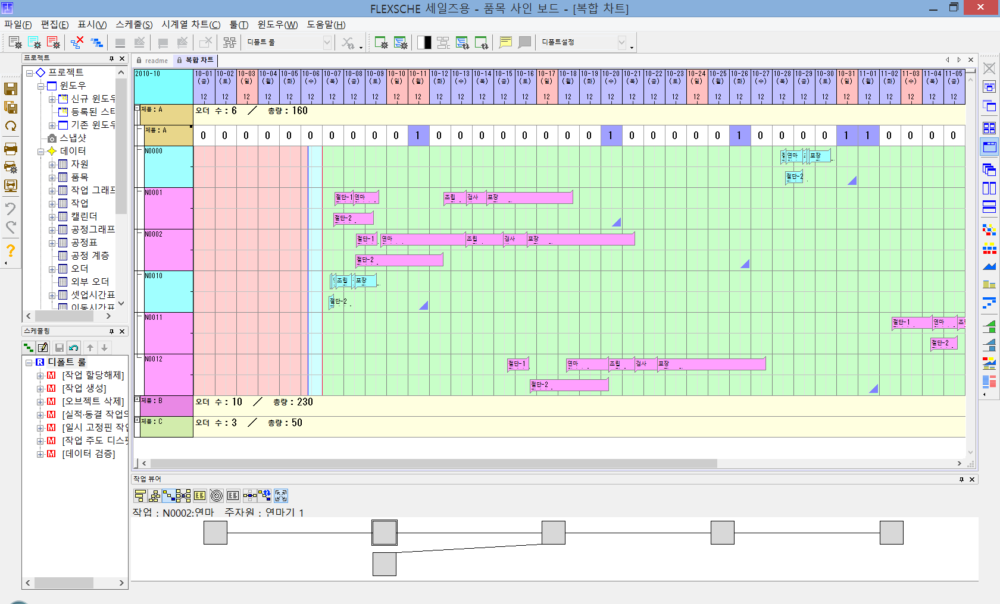 FLEXSCHE 세일즈용 - 품목 사인 보드 - [복합 차트]
파일(F) 편집(E) 표시(V) 스케줄(S) 시계열 차트(C) 툴(T) 윈도우(W) 도움말(H)
디폴트 룰 디폴트설정
프로젝트
프로젝트
윈도우
신규 윈도우
등록된 스타
기존 윈도우
스냅샷
데이터
자원
품목
작업 그래프
작업
캘린더
공정그래프
공정표
공정 계층
오더
외부 오더
셋업시간표
이동시간표
스케줄링
디폴트 룰
[작업 할당해제]
[작업 생성]
[오브젝트 삭제]
[실적·동결 작업으
[일시 고정핀 작업
[작업 주도 디스팟
[데이터 검증]
readme 복합 차트
2010-10 10-01 10-02 10-03 10-04 10-05 10-06 10-07 10-08 10-09 10-10 10-11 10-12 10-13 10-14 10-15 10-16 10-17 10-18 10-19 10-20 10-21 10-22 10-23 10-24 10-25 10-26 10-27 10-28 10-29 10-30 10-31 11-01 11-02 11-03 11-04 11-05
(금) (토) (일) (월) (화) (수) (목) (금) (토) (일) (월) (화) (수) (목) (금) (토) (일) (월) (화) (수) (목) (금) (토) (일) (월) (화) (수) (목) (금) (토) (일) (월) (화) (수) (목) (금)
12 12 12 12 12 12 12 12 12 12 12 12 12 12 12 12 12 12 12 12 12 12 12 12 12 12 12 12 12 12 12 12 12 12 12 12
제품 : A 오더 수 : 6 ／ 총량 : 160
제품 : A 0 0 0 0 0 0 0 0 0 0 1 0 0 0 0 0 0 0 0 1 0 0 0 0 0 1 0 0 0 0 1 1 0 0 0 0
N0000 연마 포장
절단-2
N0001 절단-1 연마 조립 검사 포장
절단-2
N0002 절단-1 연마 조립 검사 포장
절단-2
N0010 조립 포장
절단-2
N0011 절단-1 연마 조립
절단-2
N0012 절단-1 연마 조립 검사 포장
절단-2
제품 : B 오더 수 : 10 ／ 총량 : 230
제품 : C 오더 수 : 3 ／ 총량 : 50
작업 뷰어
작업 : N0002:연마 주자원 : 연마기 1